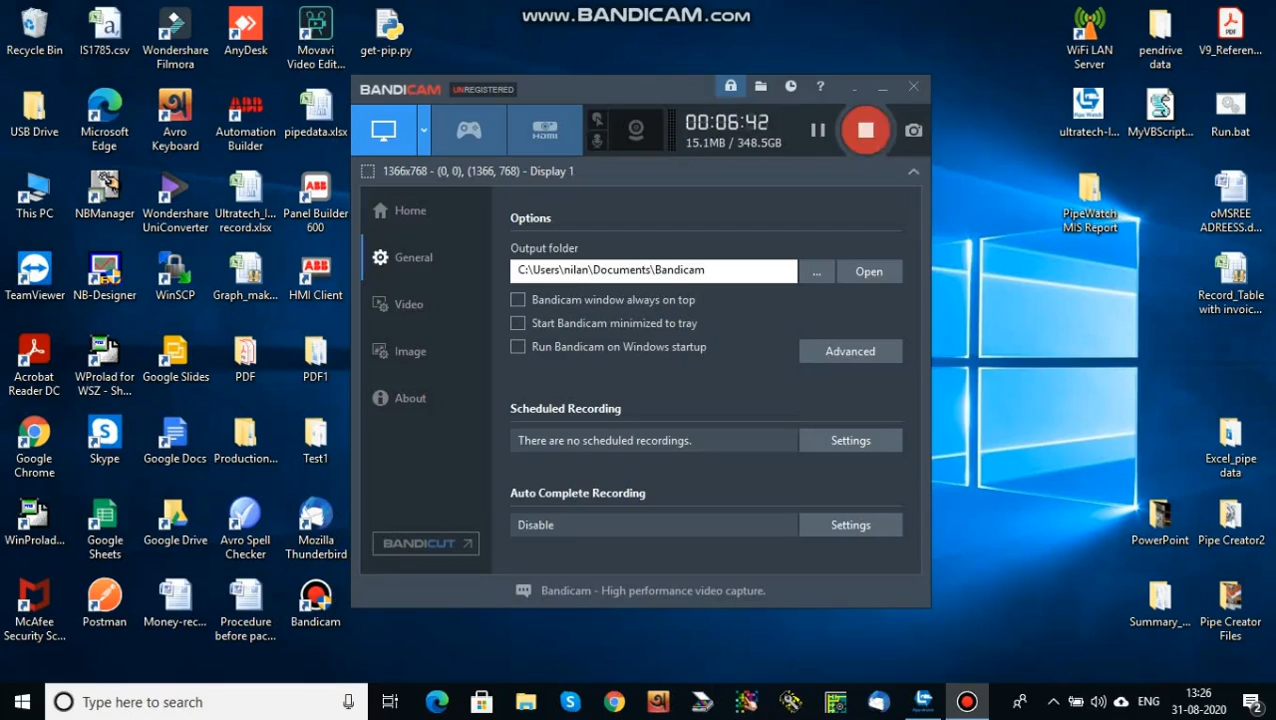 www.BANDICAM.com
Recycle Bin
IS1785.csv
Wondershare
Filmora
AnyDesk
Movavi
Video Edit...
get-pip.py
USB Drive
Microsoft
Edge
Avro
Keyboard
Automation
Builder
pipedata.xlsx
This PC
NBManager
Wondershare
UniConverter
Ultratech_I...
record.xlsx
Panel Builder
600
TeamViewer
NB-Designer
WinSCP
Graph_mak...
HMI Client
Acrobat
Reader DC
WProlad for
WSZ - Sh...
Google Slides
PDF
PDF1
Google
Chrome
Skype
Google Docs
Production...
Test1
WinProlad...
Google
Sheets
Google Drive
Avro Spell
Checker
Mozilla
Thunderbird
McAfee
Security Sc...
Postman
Money-rec...
Procedure
before pac...
Bandicam
BANDICAM UNREGISTERED
HDMI
00:06:42
15.1MB / 348.5GB
1366x768 - (0, 0), (1366, 768) - Display 1
Home
General
Video
Image
About
BANDICUT
Options
Output folder
C:\Users\nilan\Documents\Bandicam
...
Open
Bandicam window always on top
Start Bandicam minimized to tray
Run Bandicam on Windows startup
Advanced
Scheduled Recording
There are no scheduled recordings.
Settings
Auto Complete Recording
Disable
Settings
Bandicam - High performance video capture.
WiFi LAN
Server
pendrive
data
V9_Referen...
ultratech-I...
MyVBScript...
Run.bat
PipeWatch
MIS Report
oMSREE
ADREESS.d...
Record_Table
with invoic...
Excel_pipe
data
PowerPoint
Pipe Creator2
Summary_...
Pipe Creator
Files
Type here to search
ENG
13:26
31-08-2020
2